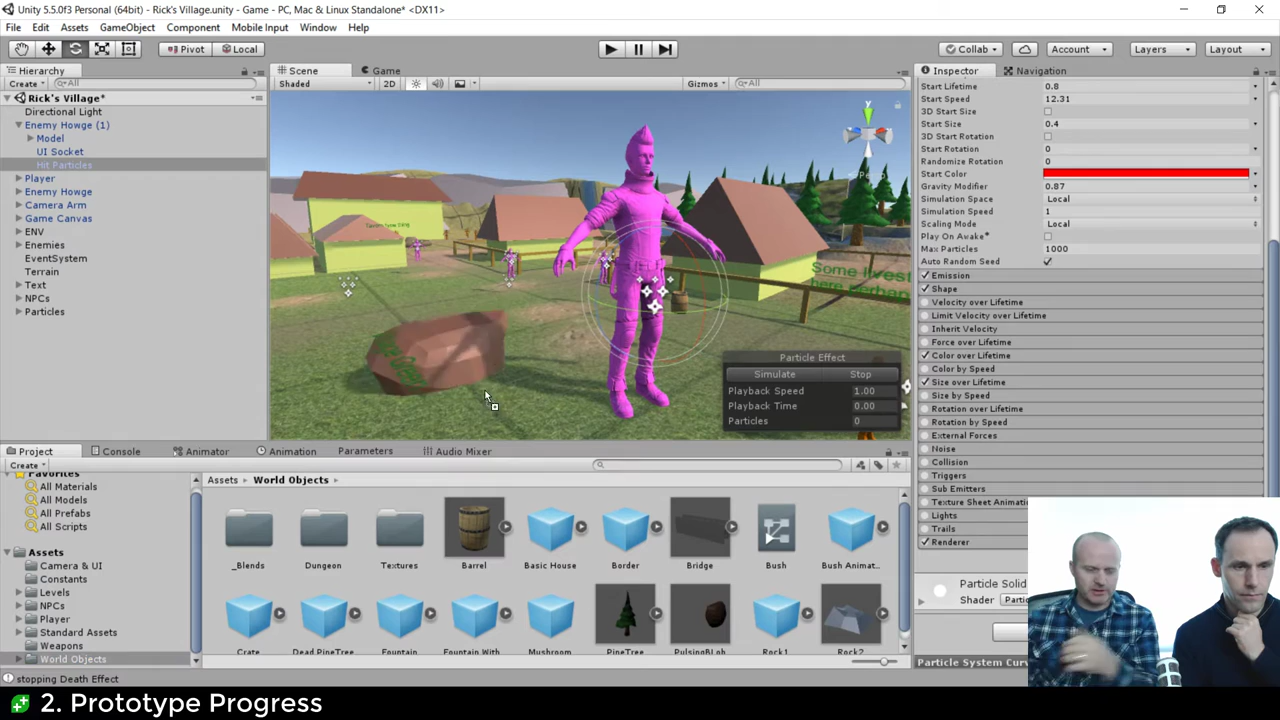 Unity 5.5.0f3 Personal (64bit) - Rick's Village.unity - Game - PC, Mac & Linux Standalone* <DX11>
File Edit Assets GameObject Component Mobile Input Window Help
Pivot Local Collab Account Layers Layout
Hierarchy
Create All
Rick's Village*
Directional Light
Enemy Howge (1)
Model
UI Socket
Hit Particles
Player
Enemy Howge
Camera Arm
Game Canvas
ENV
Enemies
EventSystem
Terrain
Text
NPCs
Particles
Scene Game
Shaded 2D Gizmos All
Some livest
here perhap
Particle Effect
Simulate Stop
Playback Speed 1.00
Playback Time 0.00
Particles 0
Inspector Navigation
Start Lifetime 0.8
Start Speed 12.31
3D Start Size
Start Size 0.4
3D Start Rotation
Start Rotation 0
Randomize Rotation 0
Start Color
Gravity Modifier 0.87
Simulation Space Local
Simulation Speed 1
Scaling Mode Local
Play On Awake*
Max Particles 1000
Auto Random Seed
Emission
Shape
Velocity over Lifetime
Limit Velocity over Lifetime
Inherit Velocity
Force over Lifetime
Color over Lifetime
Color by Speed
Size over Lifetime
Size by Speed
Rotation over Lifetime
Rotation by Speed
External Forces
Noise
Collision
Triggers
Sub Emitters
Texture Sheet Animati
Lights
Trails
Renderer
Particle Solid
Shader Partic
Particle System Curv
Project Console Animator Animation Parameters Audio Mixer
Create
Favorites
All Materials
All Models
All Prefabs
All Scripts
Assets
Camera & UI
Constants
Levels
NPCs
Player
Standard Assets
Weapons
World Objects
Assets World Objects
_Blends Dungeon Textures Barrel Basic House Border Bridge Bush Bush Animat..
Crate Dead PineTree Fountain Fountain With Mushroom PineTree PulsingBLob Rock1 Rock2
stopping Death Effect
2. Prototype Progress